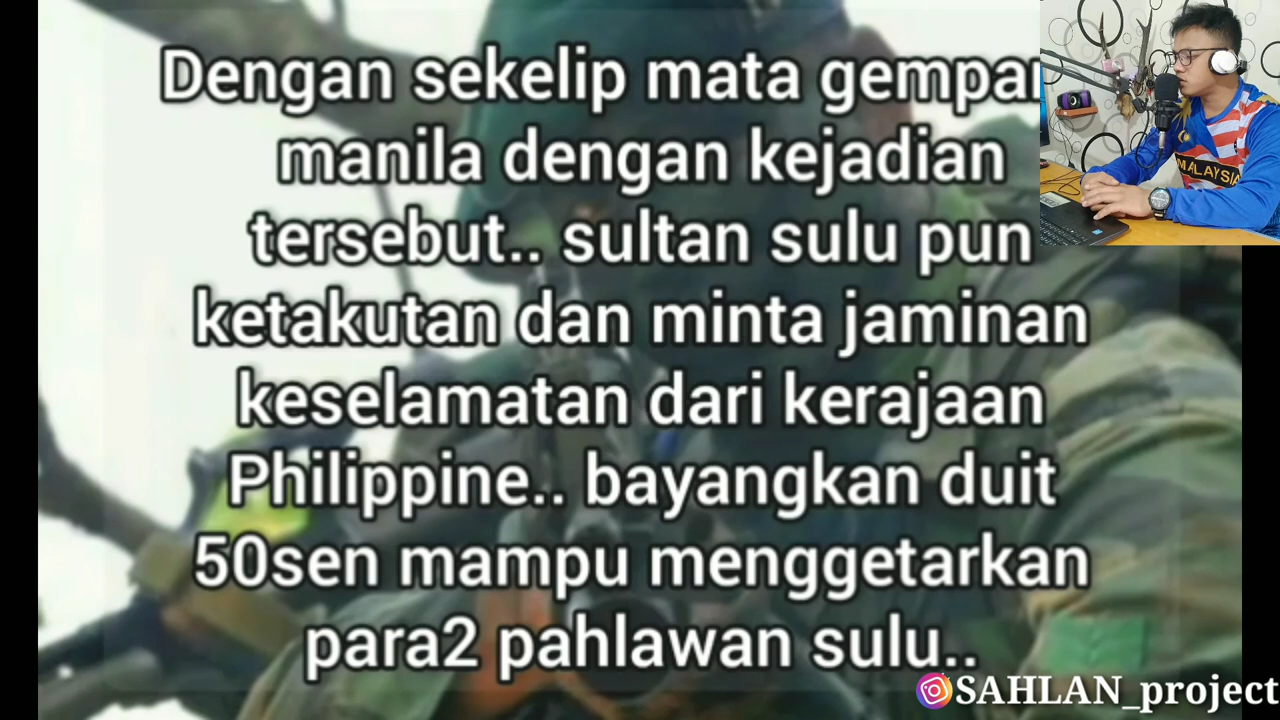 Dengan sekelip mata gempar
manila dengan kejadian
tersebut.. sultan sulu pun
ketakutan dan minta jaminan
keselamatan dari kerajaan
Philippine.. bayangkan duit
50sen mampu menggetarkan
para2 pahlawan sulu..
MALAYSIA
SAHLAN_project